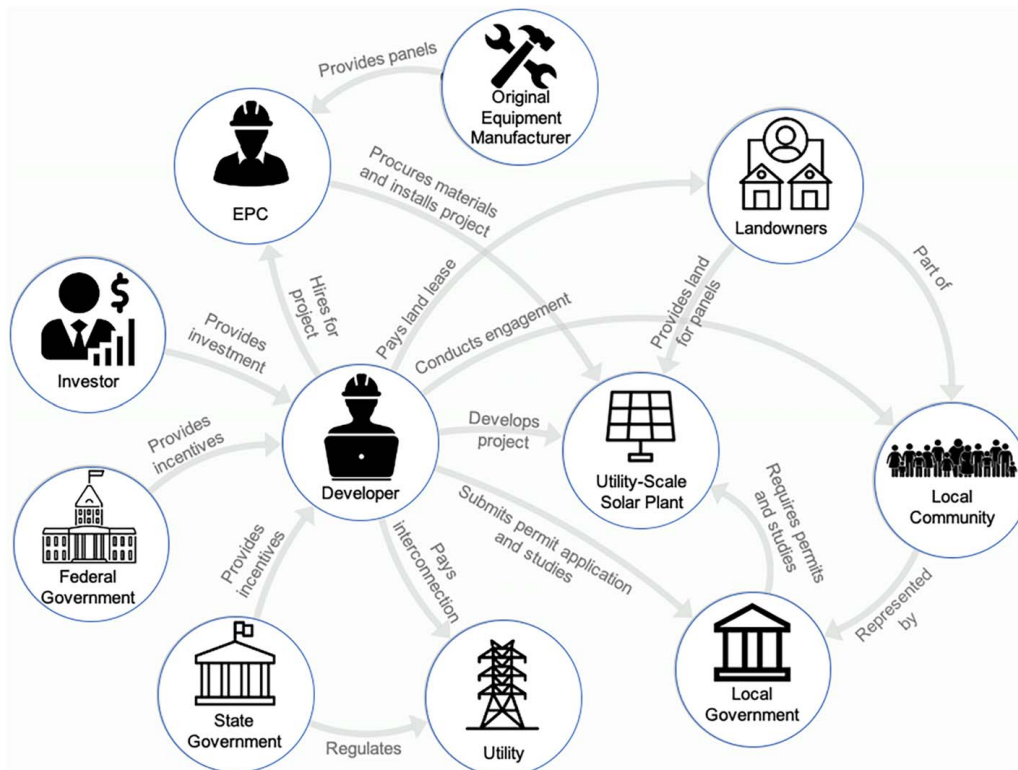 Provides panels
Original
Equipment
Manufacturer
EPC
Procures materials
and installs project
Landowners
Hires for
project
Pays land lease
Provides land
for panels
Part of
Investor
$
Provides
investment
Conducts engagement
Developer
Develops
project
Utility-Scale
Solar Plant
Local
Community
Provides
incentives
Federal
Government
Provides
incentives
Pays
interconnection
Submits permit application
and studies
Requires permits
and studies
Represented
by
State
Government
Regulates
Utility
Local
Government